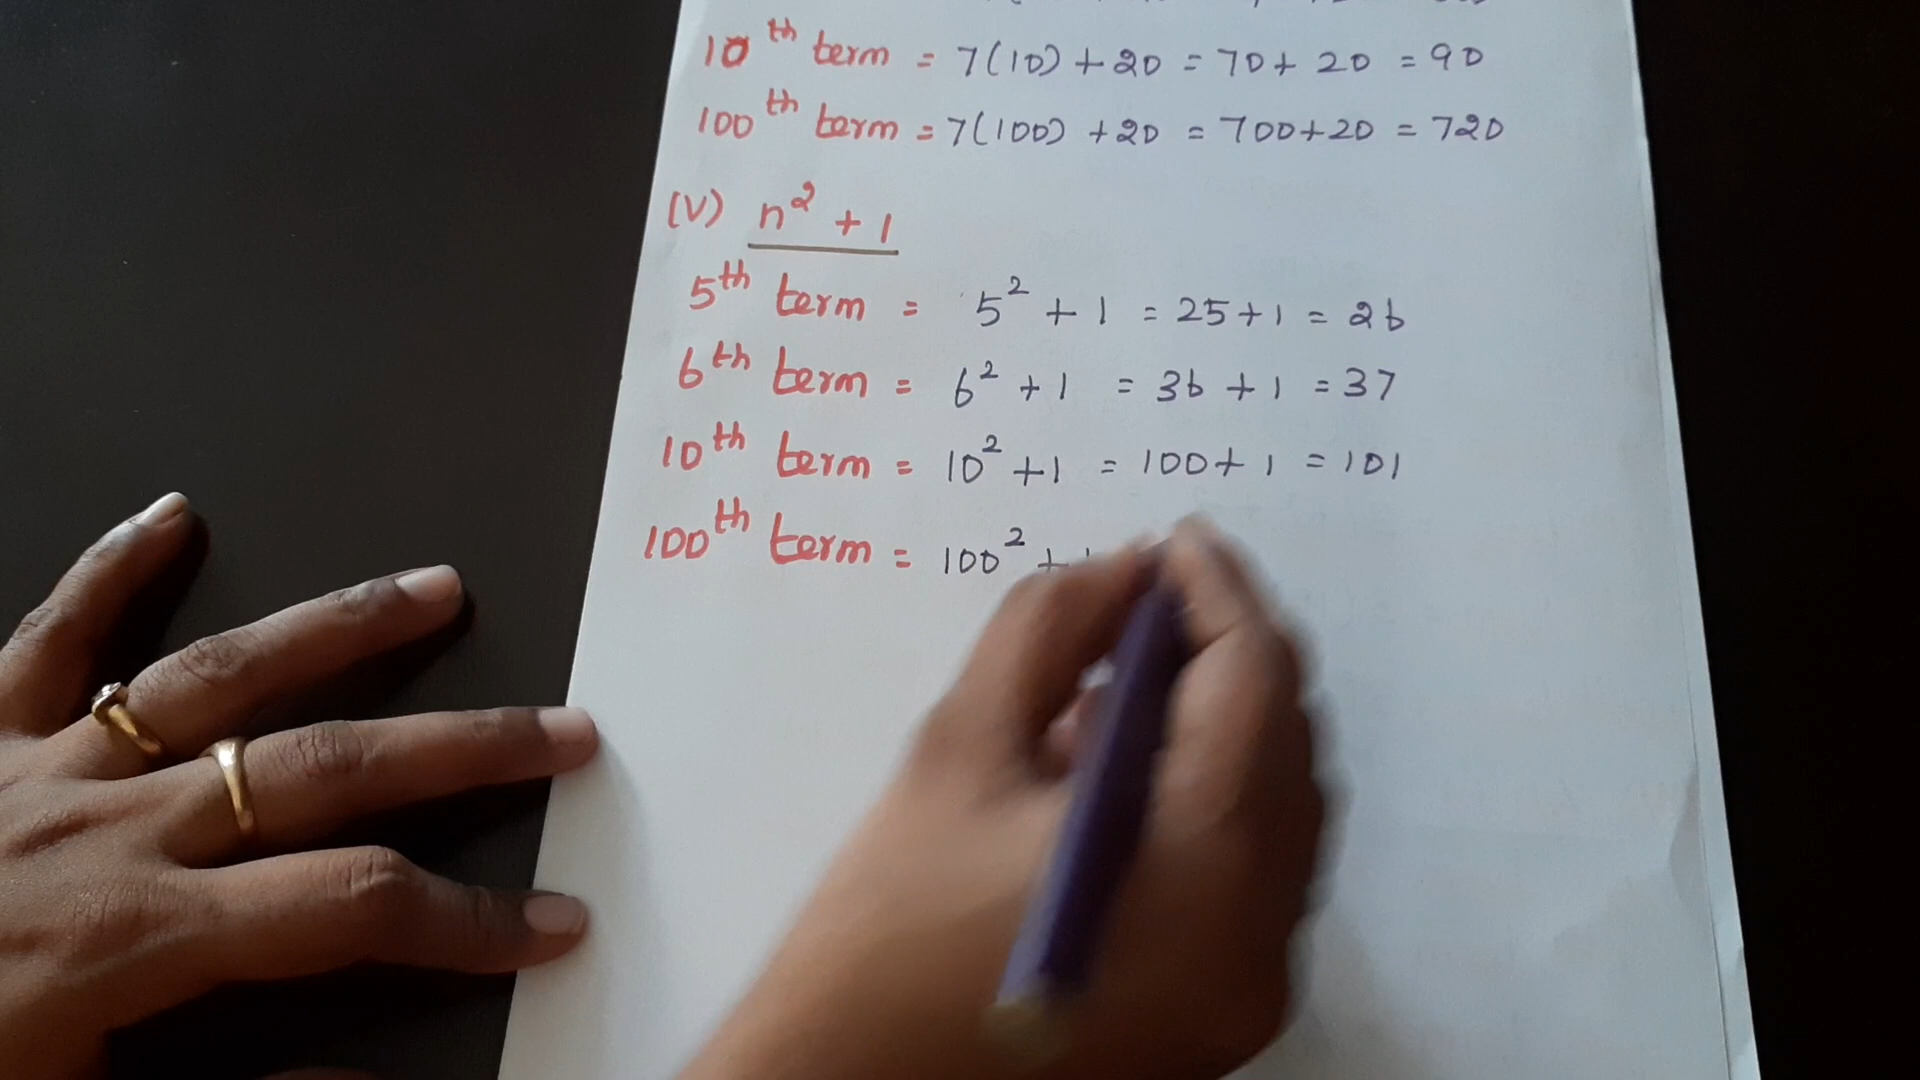 10th term = 7(10) + 20 = 70 + 20 = 90
100th term = 7(100) + 20 = 700+20 = 720
(V) n² + 1
5th term = 5² + 1 = 25+1 = 26
6th term = 6² + 1 = 36 + 1 = 37
10th term = 10² + 1 = 100+ 1 = 101
100th term = 100² +